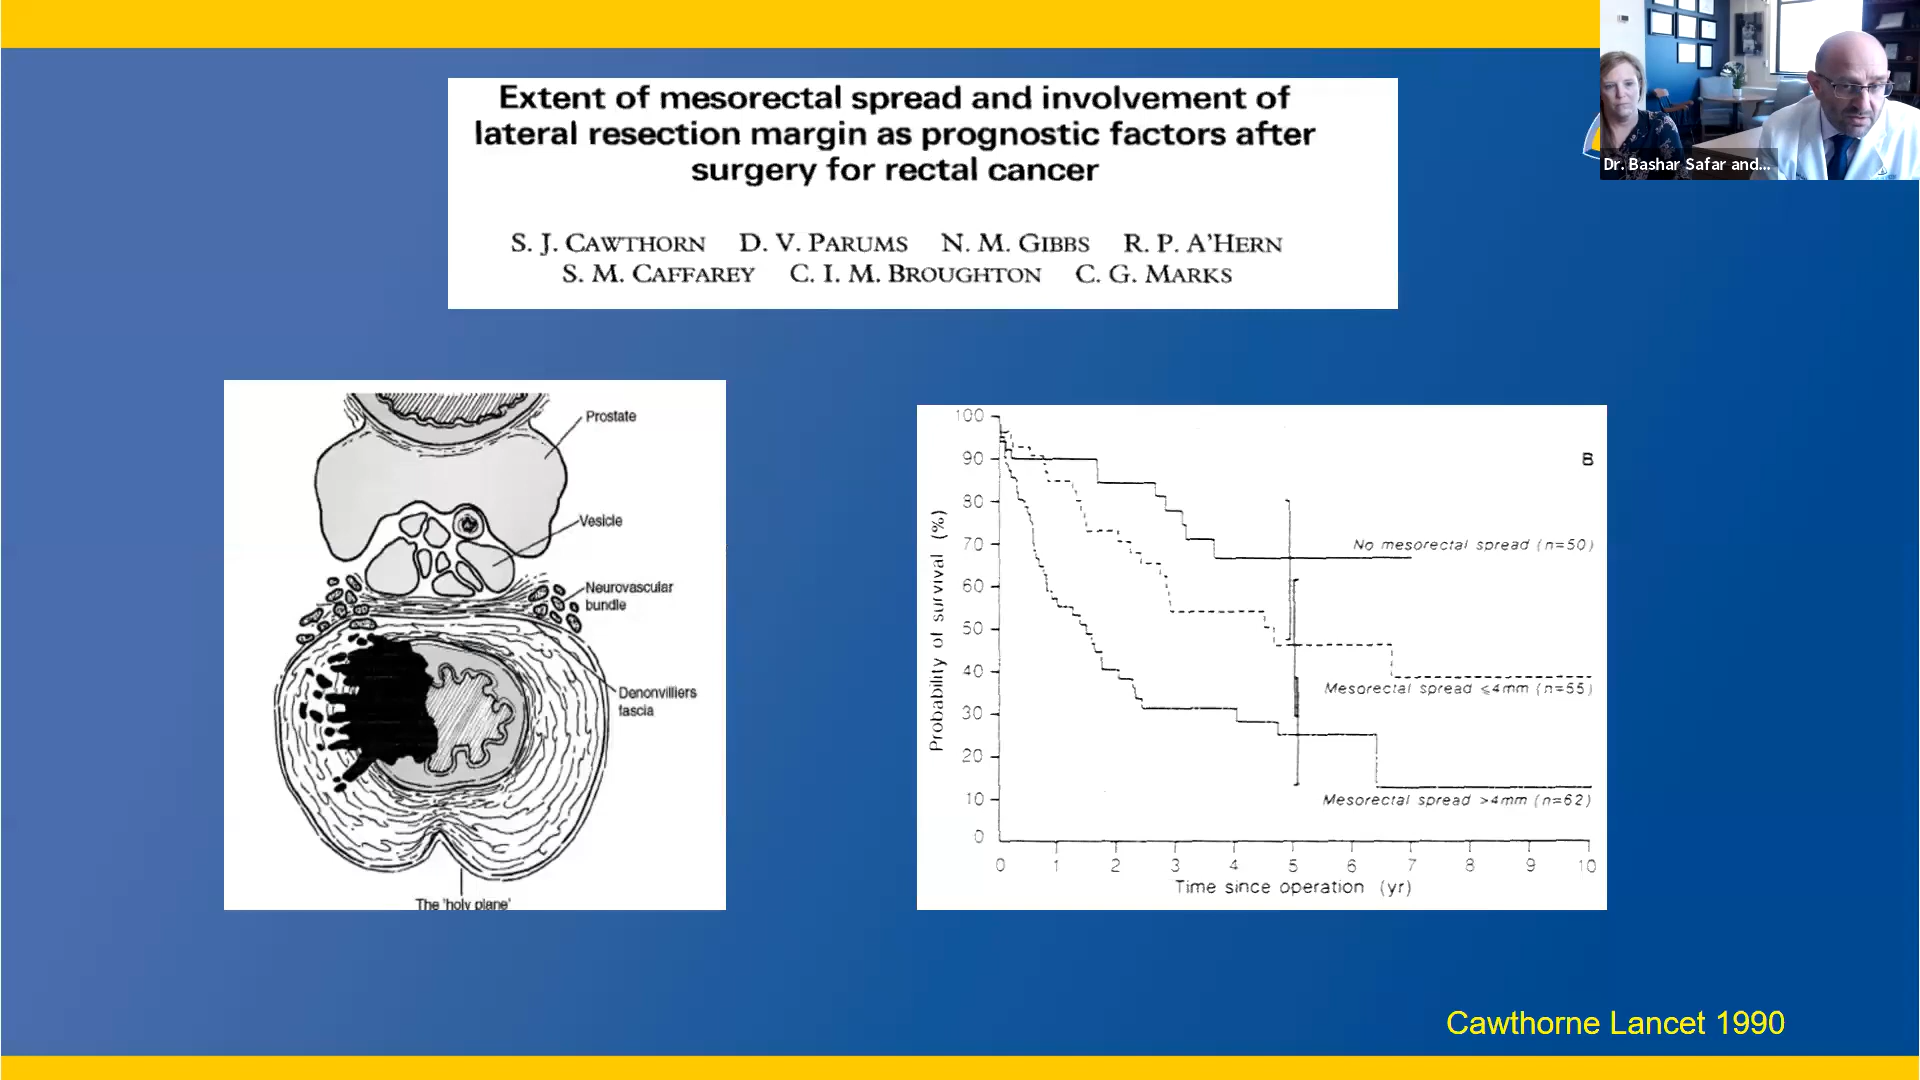 Extent of mesorectal spread and involvement of
lateral resection margin as prognostic factors after
surgery for rectal cancer
S. J. CAWTHORN D. V. PARUMS N. M. GIBBS R. P. A'HERN
S. M. CAFFAREY C. I. M. BROUGHTON C. G. MARKS
Dr. Bashar Safar and...
Prostate
Vesicle
Neurovascular
bundle
Denonvilliers
fascia
The 'holy plane'
B
Probability of survival (%)
100
90
80
70
60
50
40
30
20
10
0
No mesorectal spread (n=50)
Mesorectal spread ⩽4mm (n=55)
Mesorectal spread >4mm (n=62)
0 1 2 3 4 5 6 7 8 9 10
Time since operation (yr)
Cawthorne Lancet 1990